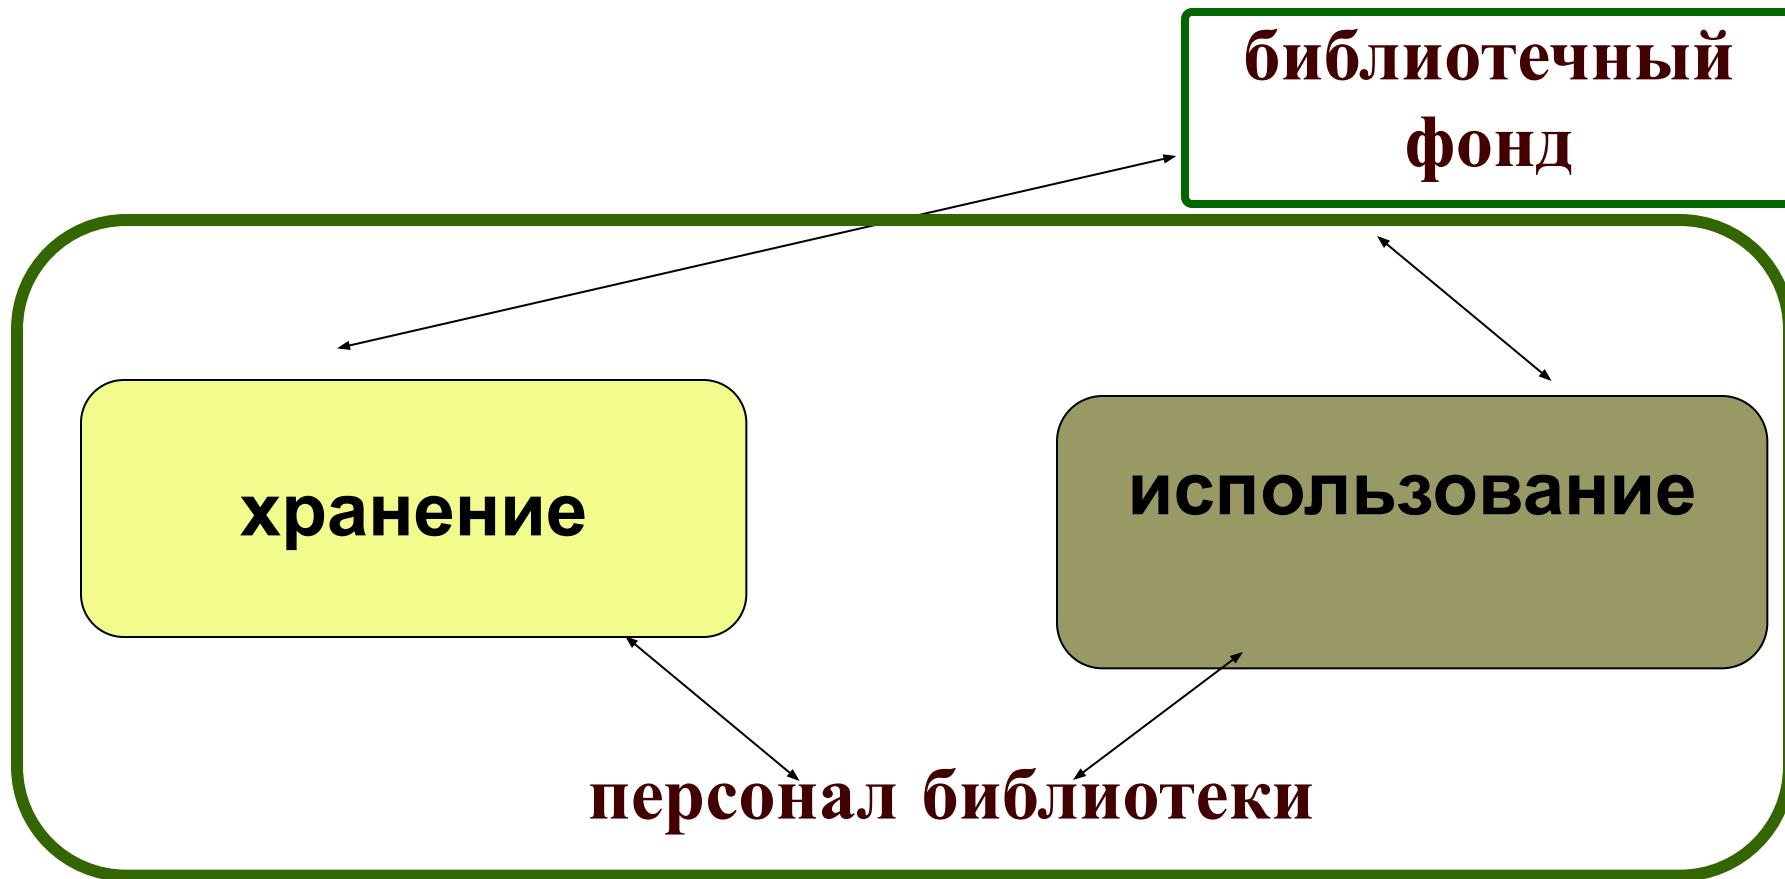 библиотечный
фонд
хранение
использование
персонал библиотеки